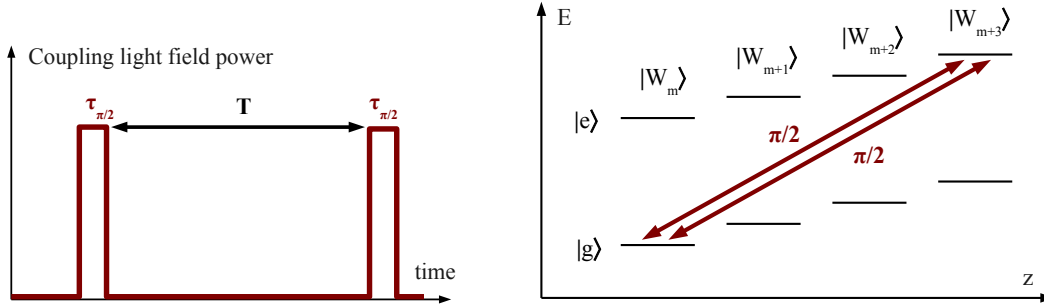 Coupling light field power
τπ/2
T
τπ/2
time
E
|Wm⟩
|Wm+1⟩
|Wm+2⟩
|Wm+3⟩
|e⟩
π/2
π/2
|g⟩
z